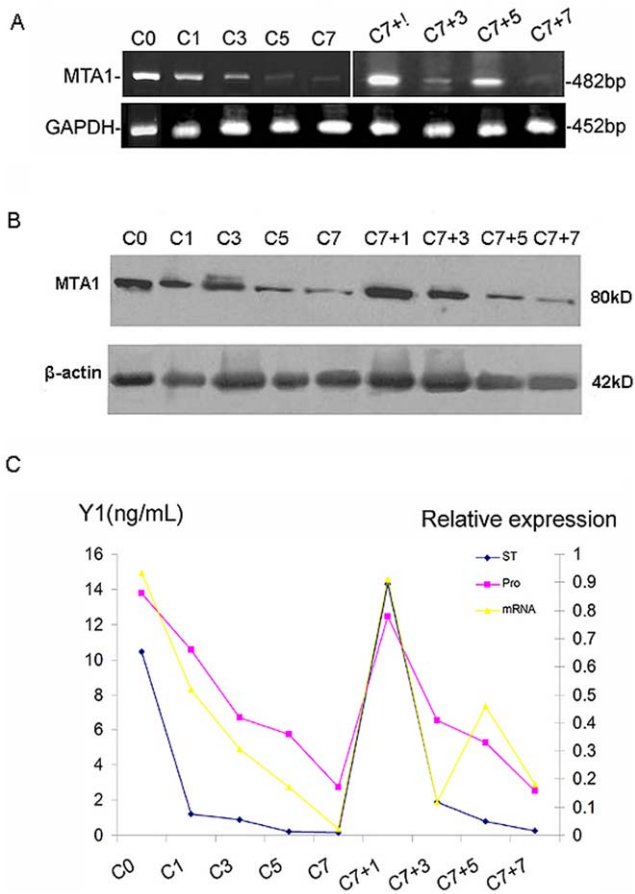 A
C0 C1 C3 C5 C7 C7+! C7+3 C7+5 C7+7
MTA1- -482bp
GAPDH- -452bp
B
C0 C1 C3 C5 C7 C7+1 C7+3 C7+5 C7+7
MTA1 80kD
β-actin 42kD
C
Y1(ng/mL) Relative expression
ST
Pro
mRNA
16
14
12
10
8
6
4
2
0
1
0.9
0.8
0.7
0.6
0.5
0.4
0.3
0.2
0.1
0
C0 C1 C3 C5 C7 C7+1 C7+3 C7+5 C7+7